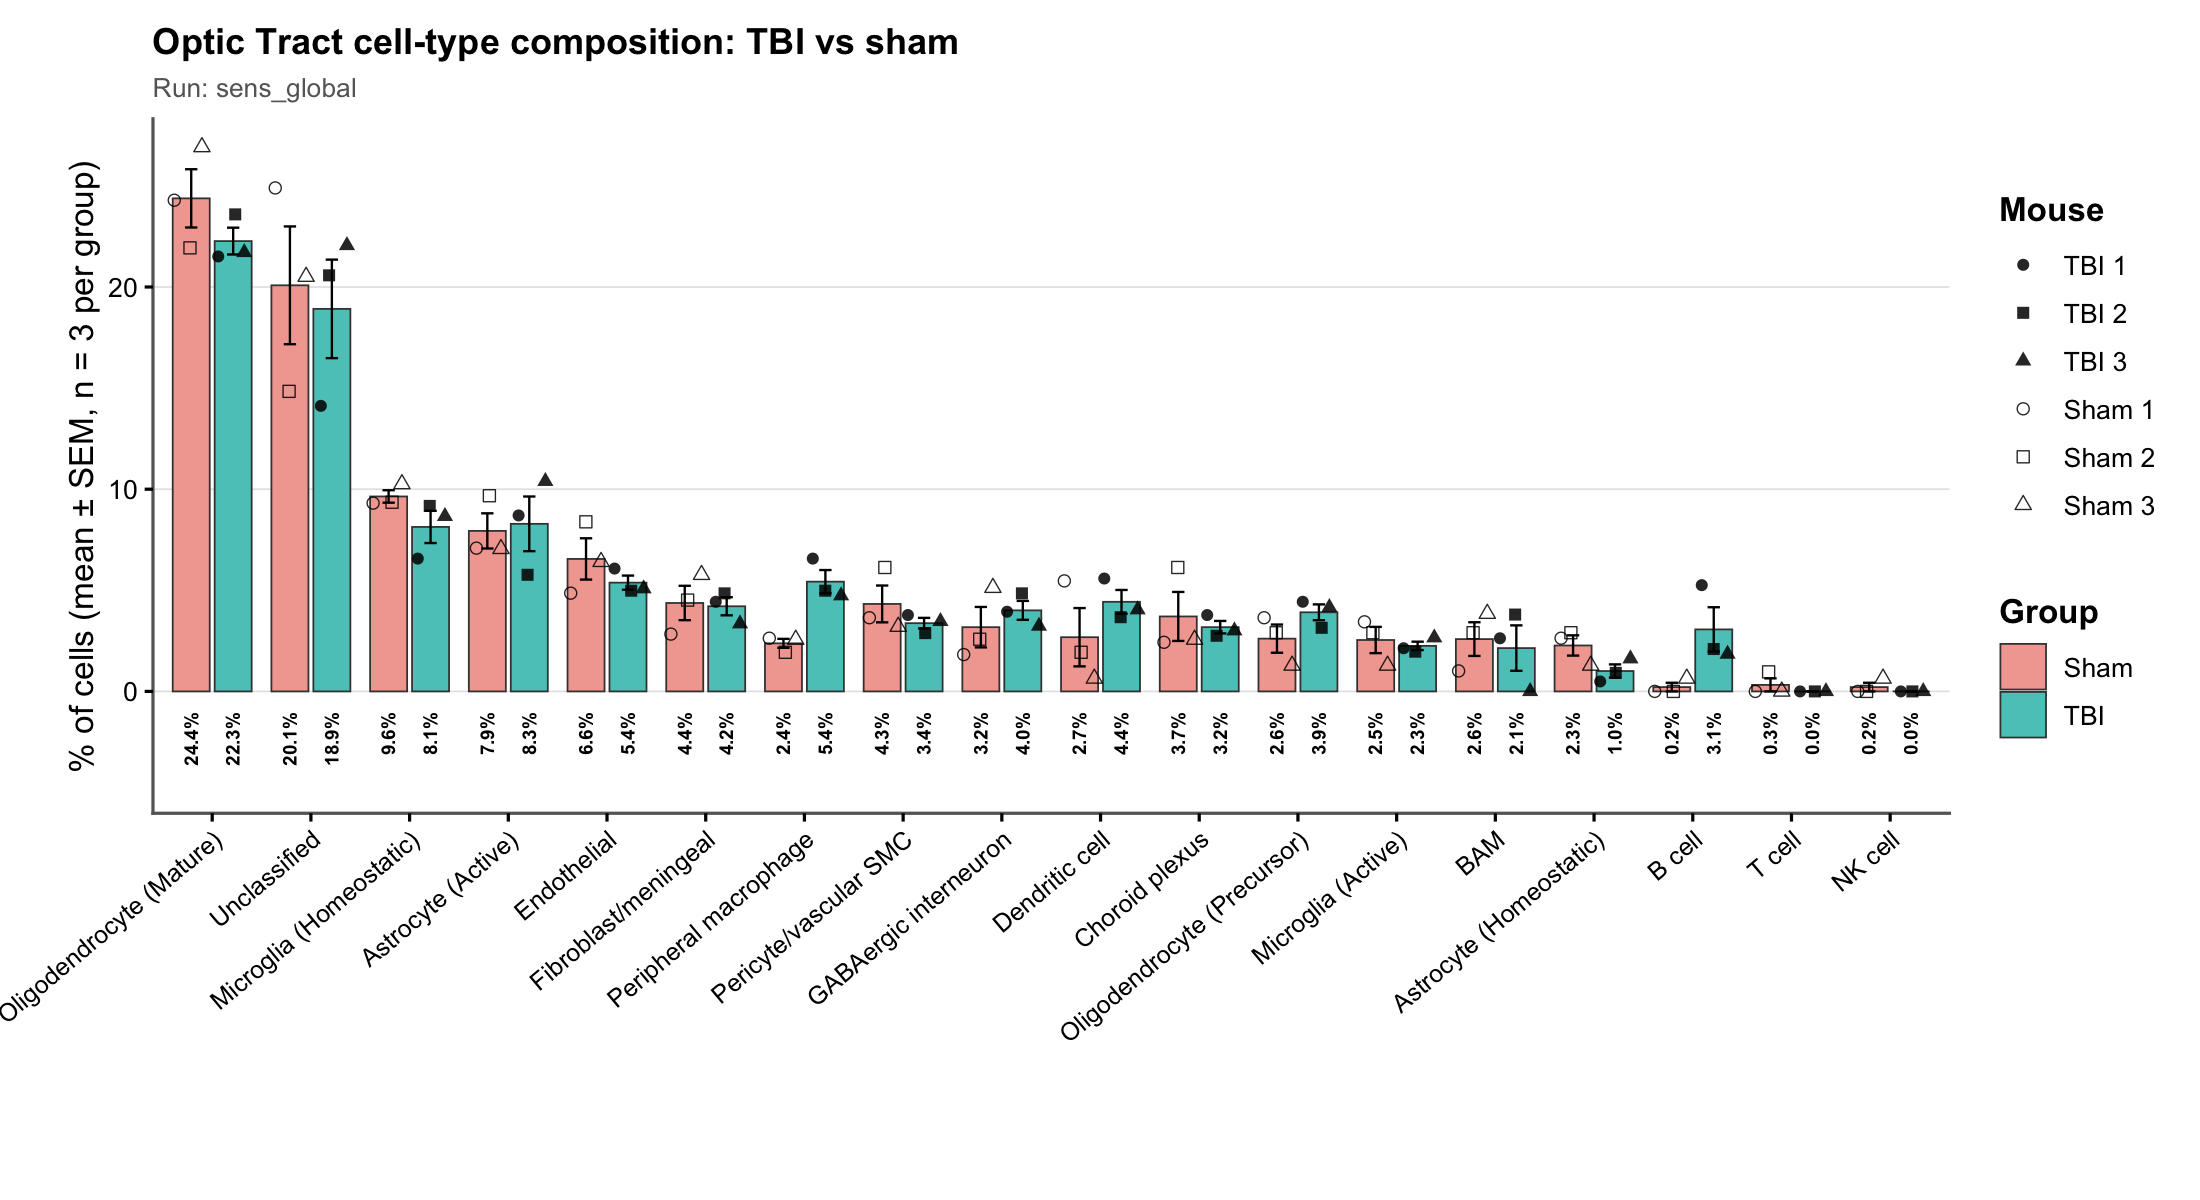 Optic Tract cell-type composition: TBI vs sham
Run: sens_global
% of cells (mean ± SEM, n = 3 per group)
20
10
0
24.4%
22.3%
20.1%
18.9%
9.6%
8.1%
7.9%
8.3%
6.6%
5.4%
4.4%
4.2%
2.4%
5.4%
4.3%
3.4%
3.2%
4.0%
2.7%
4.4%
3.7%
3.2%
2.6%
3.9%
2.5%
2.3%
2.6%
2.1%
2.3%
1.0%
0.2%
3.1%
0.3%
0.0%
0.2%
0.0%
Oligodendrocyte (Mature)
Unclassified
Microglia (Homeostatic)
Astrocyte (Active)
Endothelial
Fibroblast/meningeal
Peripheral macrophage
Pericyte/vascular SMC
GABAergic interneuron
Dendritic cell
Choroid plexus
Oligodendrocyte (Precursor)
Microglia (Active)
BAM
Astrocyte (Homeostatic)
B cell
T cell
NK cell
Mouse
TBI 1
TBI 2
TBI 3
Sham 1
Sham 2
Sham 3
Group
Sham
TBI